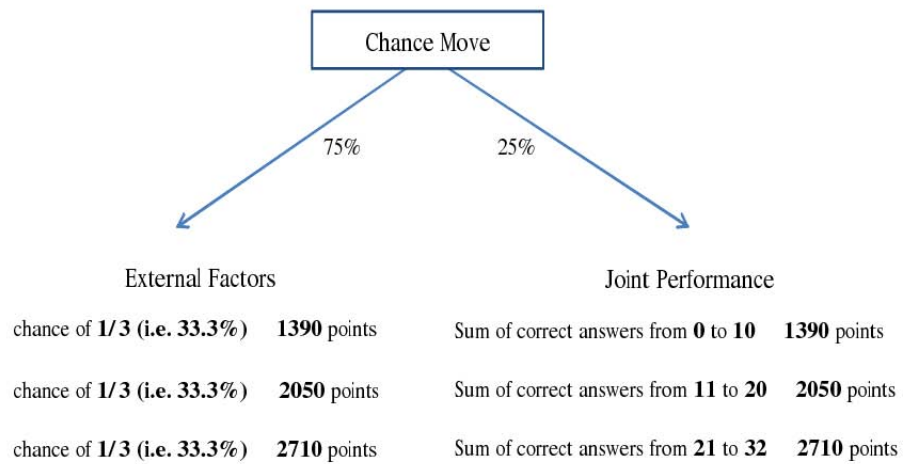 Chance Move
75%
25%
External Factors
chance of 1/3 (i.e. 33.3%) 1390 points
chance of 1/3 (i.e. 33.3%) 2050 points
chance of 1/3 (i.e. 33.3%) 2710 points
Joint Performance
Sum of correct answers from 0 to 10 1390 points
Sum of correct answers from 11 to 20 2050 points
Sum of correct answers from 21 to 32 2710 points